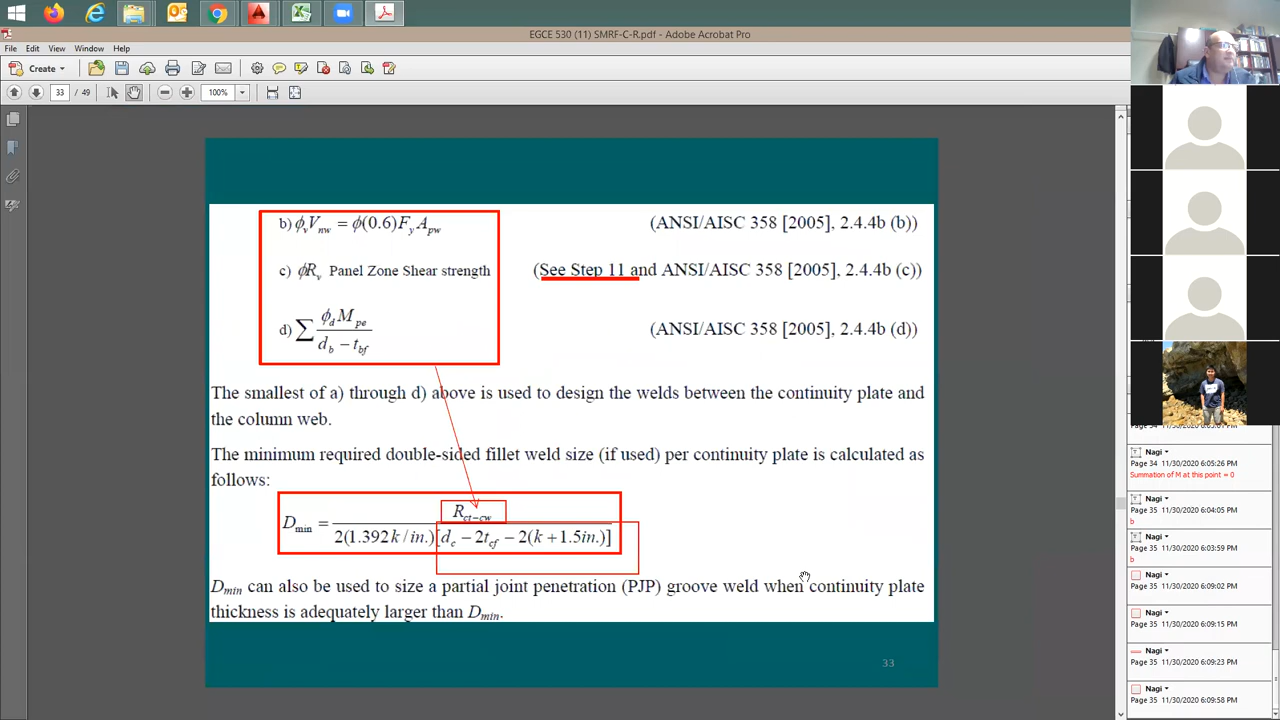 EGCE 530 (11) SMRF-C-R.pdf - Adobe Acrobat Pro
File Edit View Window Help
Create
33 / 49 100%
b) ϕvVnw = ϕ(0.6)FyApw (ANSI/AISC 358 [2005], 2.4.4b (b))
c) ϕRv Panel Zone Shear strength (See Step 11 and ANSI/AISC 358 [2005], 2.4.4b (c))
d) ∑ ϕdMpe / db − tbf (ANSI/AISC 358 [2005], 2.4.4b (d))
The smallest of a) through d) above is used to design the welds between the continuity plate and
the column web.
The minimum required double-sided fillet weld size (if used) per continuity plate is calculated as
follows:
Dmin = Rct−cw / 2(1.392k/in.)[dc − 2tcf − 2(k + 1.5in.)]
Dmin can also be used to size a partial joint penetration (PJP) groove weld when continuity plate
thickness is adequately larger than Dmin.
33
Page 34 11/30/2020 6:05:26 PM
Summation of M at this point = 0
Nagi
Page 35 11/30/2020 6:04:05 PM
b
Nagi
Page 35 11/30/2020 6:03:59 PM
b
Nagi
Page 35 11/30/2020 6:09:02 PM
Nagi
Page 35 11/30/2020 6:09:15 PM
Nagi
Page 35 11/30/2020 6:09:23 PM
Nagi
Page 35 11/30/2020 6:09:58 PM